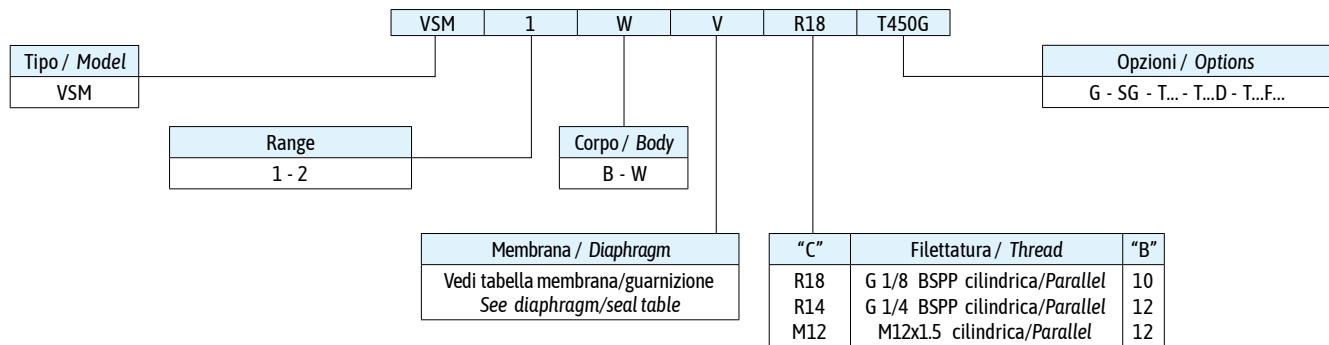 VSM 1 W V R18 T450G
Tipo / Model
VSM
Opzioni / Options
G - SG - T... - T...D - T...F...
Range
1 - 2
Corpo / Body
B - W
Membrana / Diaphragm
Vedi tabella membrana/guarnizione
See diaphragm/seal table
"C" Filettatura / Thread "B"
R18 G 1/8 BSPP cilindrica/Parallel 10
R14 G 1/4 BSPP cilindrica/Parallel 12
M12 M12x1.5 cilindrica/Parallel 12